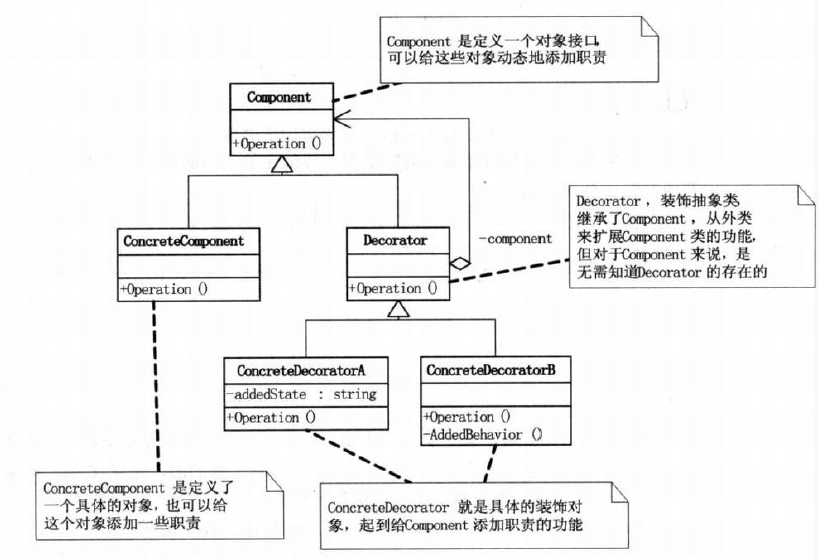 Component 是定义一个对象接口，
可以给这些对象动态地添加职责
Component
+Operation ()
Decorator，装饰抽象类，
继承了Component，从外类
来扩展Component 类的功能，
但对于Component 来说，是
无需知道Decorator 的存在的
ConcreteComponent
+Operation ()
Decorator
+Operation ()
-component
ConcreteDecoratorA
-addedState : string
+Operation ()
ConcreteDecoratorB
+Operation ()
-AddedBehavior ()
ConcreteComponent 是定义了
一个具体的对象，也可以给
这个对象添加一些职责
ConcreteDecorator 就是具体的装饰对
象，起到给Component 添加职责的功能